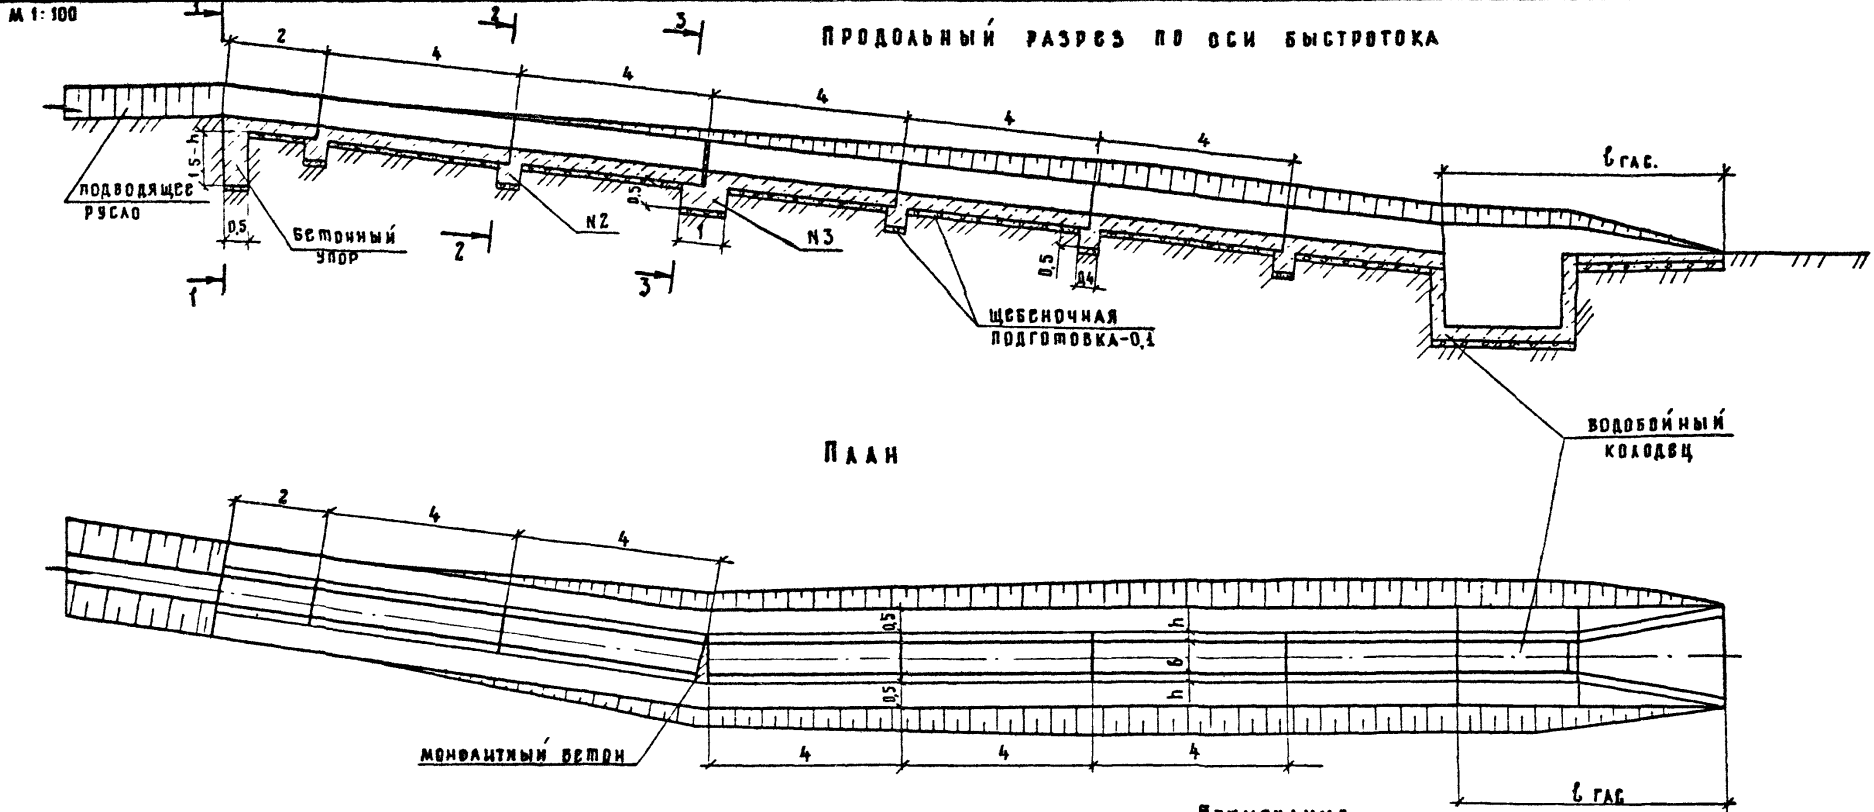 М 1:100
1
2
3
ПРОДОЛЬНЫЙ РАЗРЕЗ ПО ОСИ БЫСТРОТОКА
2
4
4
4
4
4
ℓ ГАС.
1,5-h
ПОДВОДЯЩЕЕ
РУСЛО
0,5
БЕТОННЫЙ
УПОР
1
2
N2
0,5
1
3
N3
0,5
0,4
ЩЕБЕНОЧНАЯ
ПОДГОТОВКА-0,1
ВОДОБОЙНЫЙ
КОЛОДЕЦ
ПЛАН
2
4
4
0,5
h
в
0,5
h
МОНОЛИТНЫЙ БЕТОН
4
4
4
ℓ ГАС